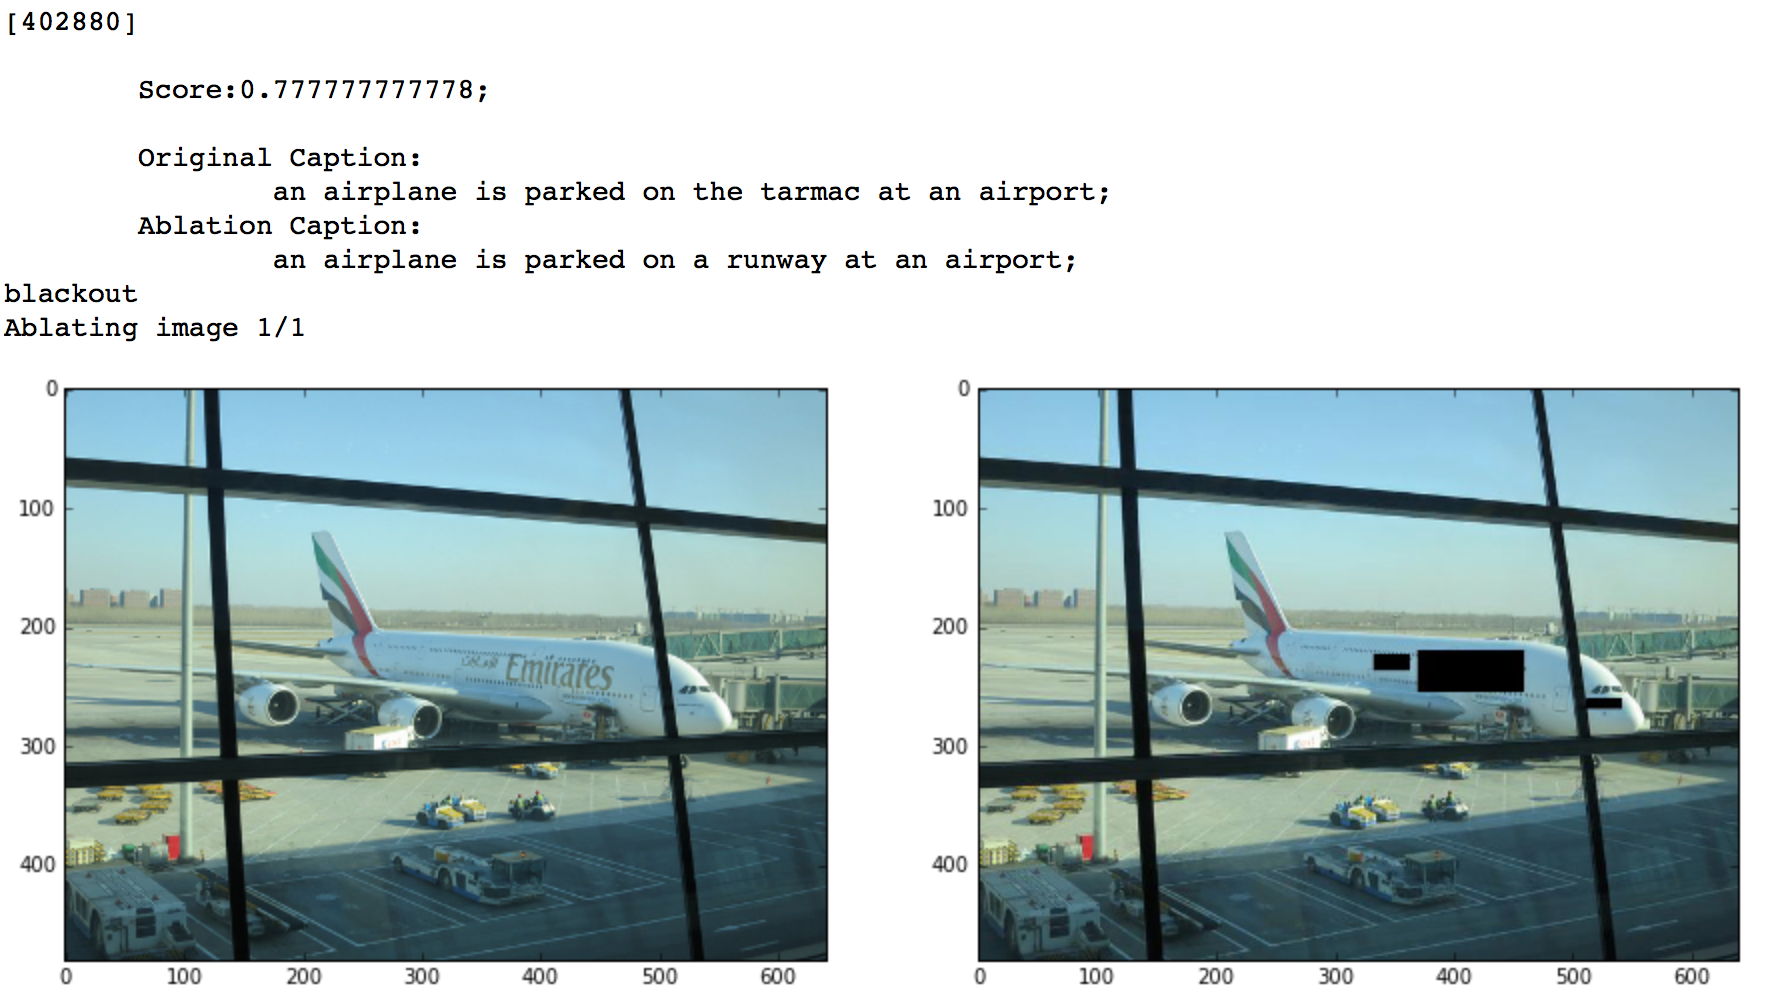 [402880]
Score:0.777777777778;
Original Caption:
an airplane is parked on the tarmac at an airport;
Ablation Caption:
an airplane is parked on a runway at an airport;
blackout
Ablating image 1/1
0
100
200
300
400
0 100 200 300 400 500 600
الإمارات Emirates
0
100
200
300
400
0 100 200 300 400 500 600